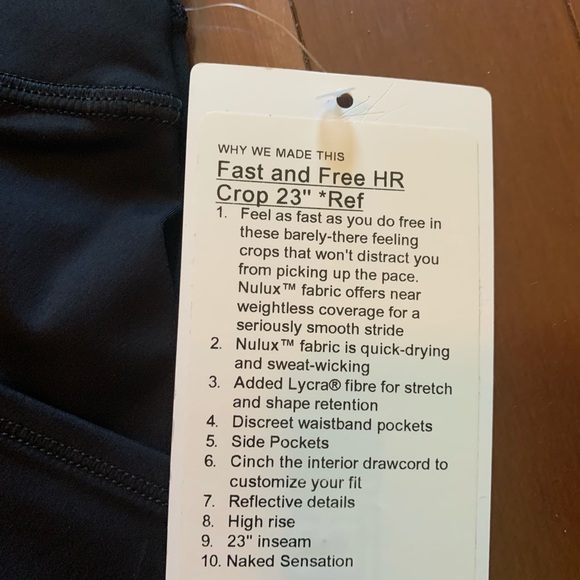 WHY WE MADE THIS
Fast and Free HR
Crop 23" *Ref
1. Feel as fast as you do free in
these barely-there feeling
crops that won't distract you
from picking up the pace.
Nulux™ fabric offers near
weightless coverage for a
seriously smooth stride
2. Nulux™ fabric is quick-drying
and sweat-wicking
3. Added Lycra® fibre for stretch
and shape retention
4. Discreet waistband pockets
5. Side Pockets
6. Cinch the interior drawcord to
customize your fit
7. Reflective details
8. High rise
9. 23" inseam
10. Naked Sensation